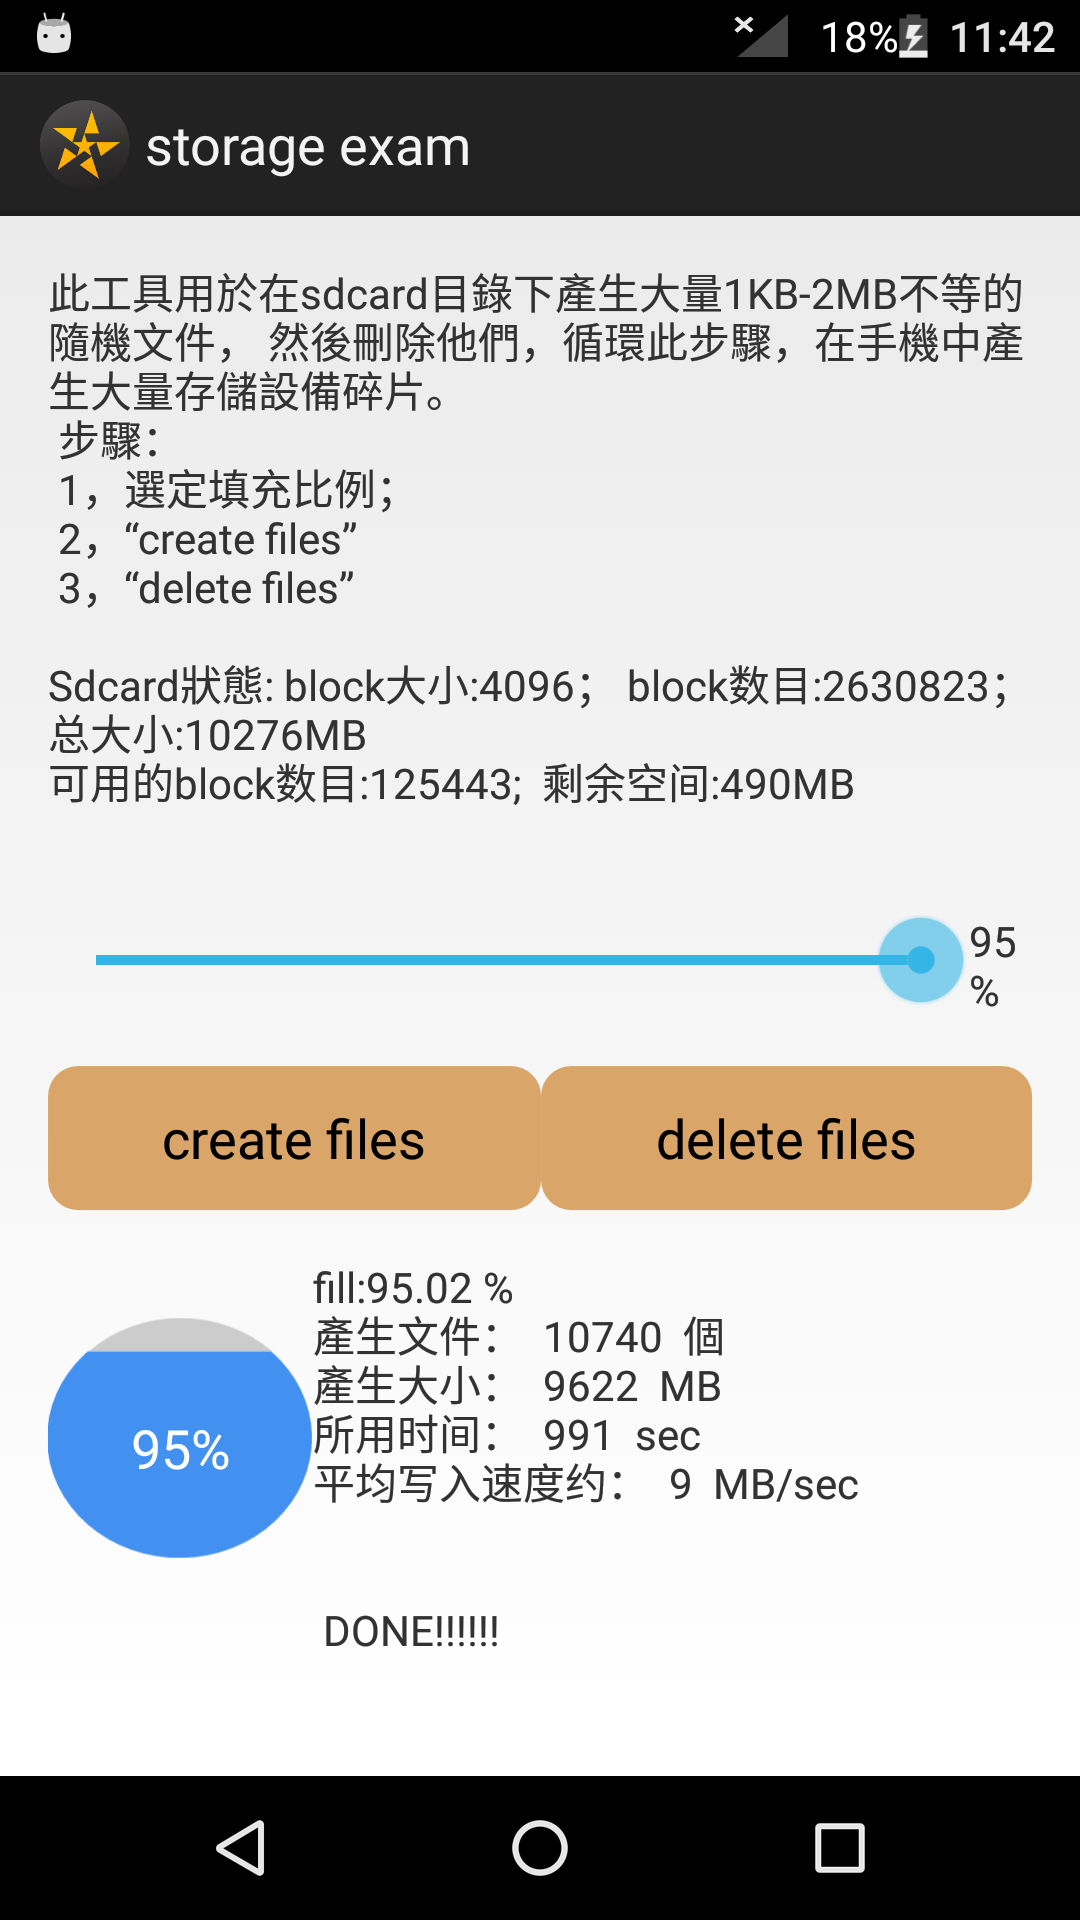 18% 11:42
storage exam
此工具用於在sdcard目錄下產生大量1KB-2MB不等的
隨機文件， 然後刪除他們，循環此步驟，在手機中產
生大量存儲設備碎片。
步驟：
1，選定填充比例；
2，“create files”
3，“delete files”
Sdcard狀態: block大小:4096； block数目:2630823；
总大小:10276MB
可用的block数目:125443; 剩余空间:490MB
95
%
create files delete files
fill:95.02 %
產生文件： 10740 個
產生大小： 9622 MB
所用时间： 991 sec
平均写入速度约： 9 MB/sec
95%
DONE!!!!!!